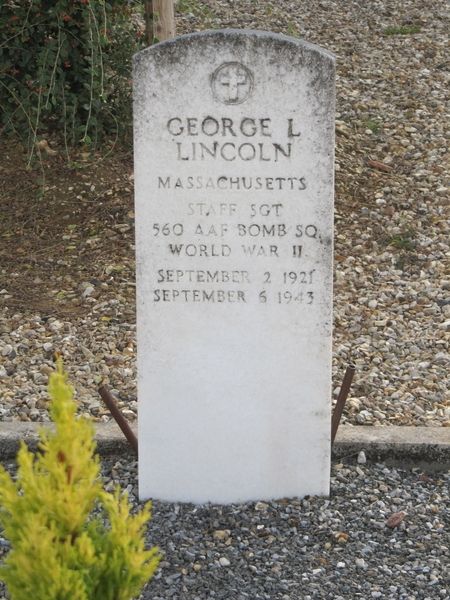 GEORGE L
LINCOLN
MASSACHUSETTS
STAFF SGT
560 AAF BOMB SQ
WORLD WAR II
SEPTEMBER 2 1921
SEPTEMBER 6 1943